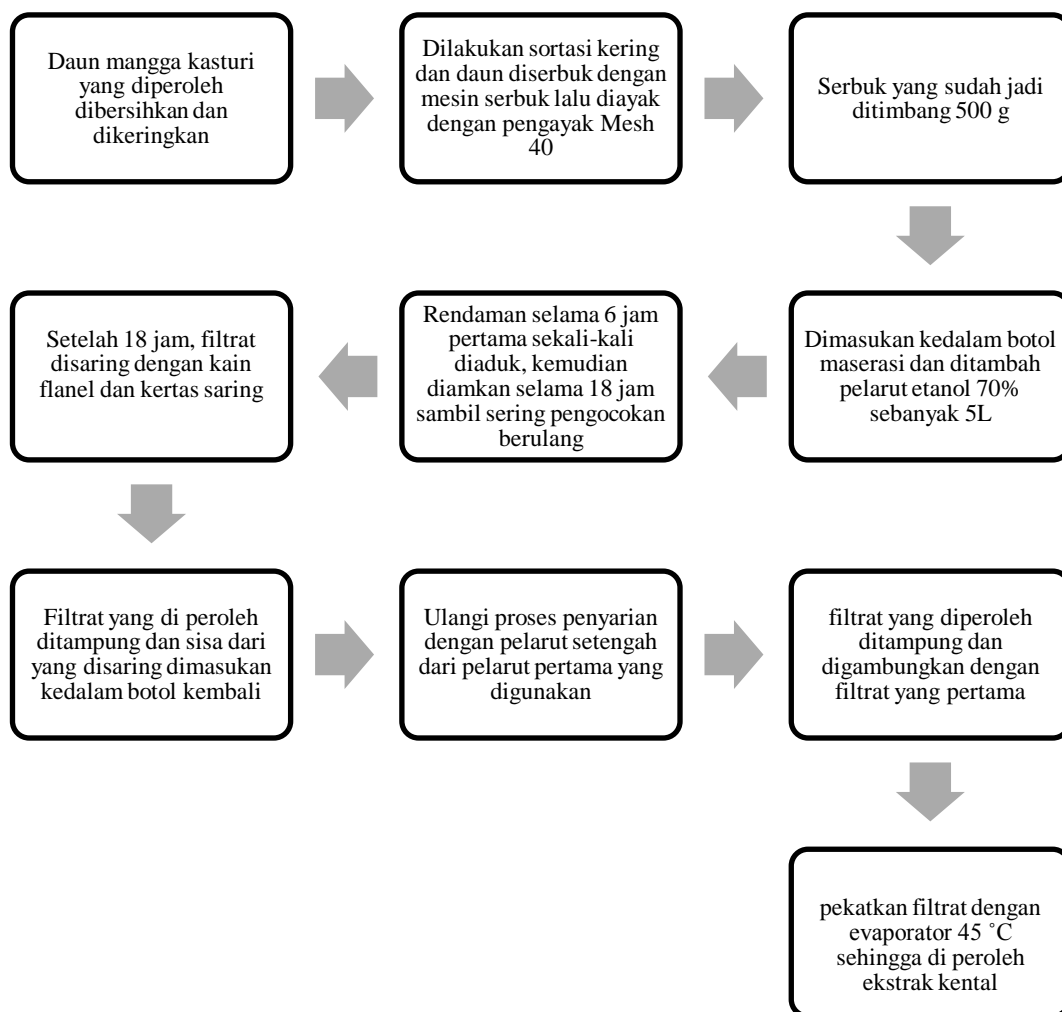 Daun mangga kasturi
yang diperoleh
dibersihkan dan
dikeringkan
Dilakukan sortasi kering
dan daun diserbuk dengan
mesin serbuk lalu diayak
dengan pengayak Mesh
40
Serbuk yang sudah jadi
ditimbang 500 g
Dimasukan kedalam botol
maserasi dan ditambah
pelarut etanol 70%
sebanyak 5L
Rendaman selama 6 jam
pertama sekali-kali
diaduk, kemudian
diamkan selama 18 jam
sambil sering pengocokan
berulang
Setelah 18 jam, filtrat
disaring dengan kain
flanel dan kertas saring
Filtrat yang di peroleh
ditampung dan sisa dari
yang disaring dimasukan
kedalam botol kembali
Ulangi proses penyarian
dengan pelarut setengah
dari pelarut pertama yang
digunakan
filtrat yang diperoleh
ditampung dan
digambungkan dengan
filtrat yang pertama
pekatkan filtrat dengan
evaporator 45 ˚C
sehingga di peroleh
ekstrak kental